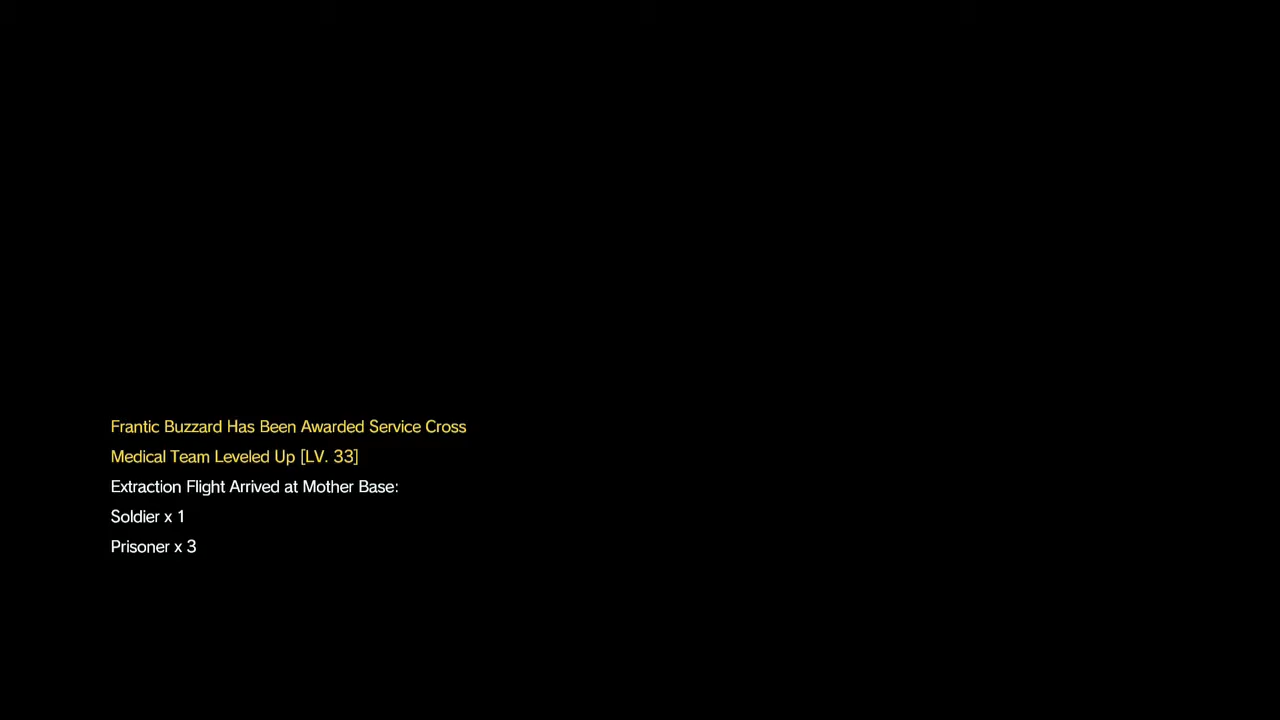 Frantic Buzzard Has Been Awarded Service Cross
Medical Team Leveled Up [LV. 33]
Extraction Flight Arrived at Mother Base:
Soldier x 1
Prisoner x 3